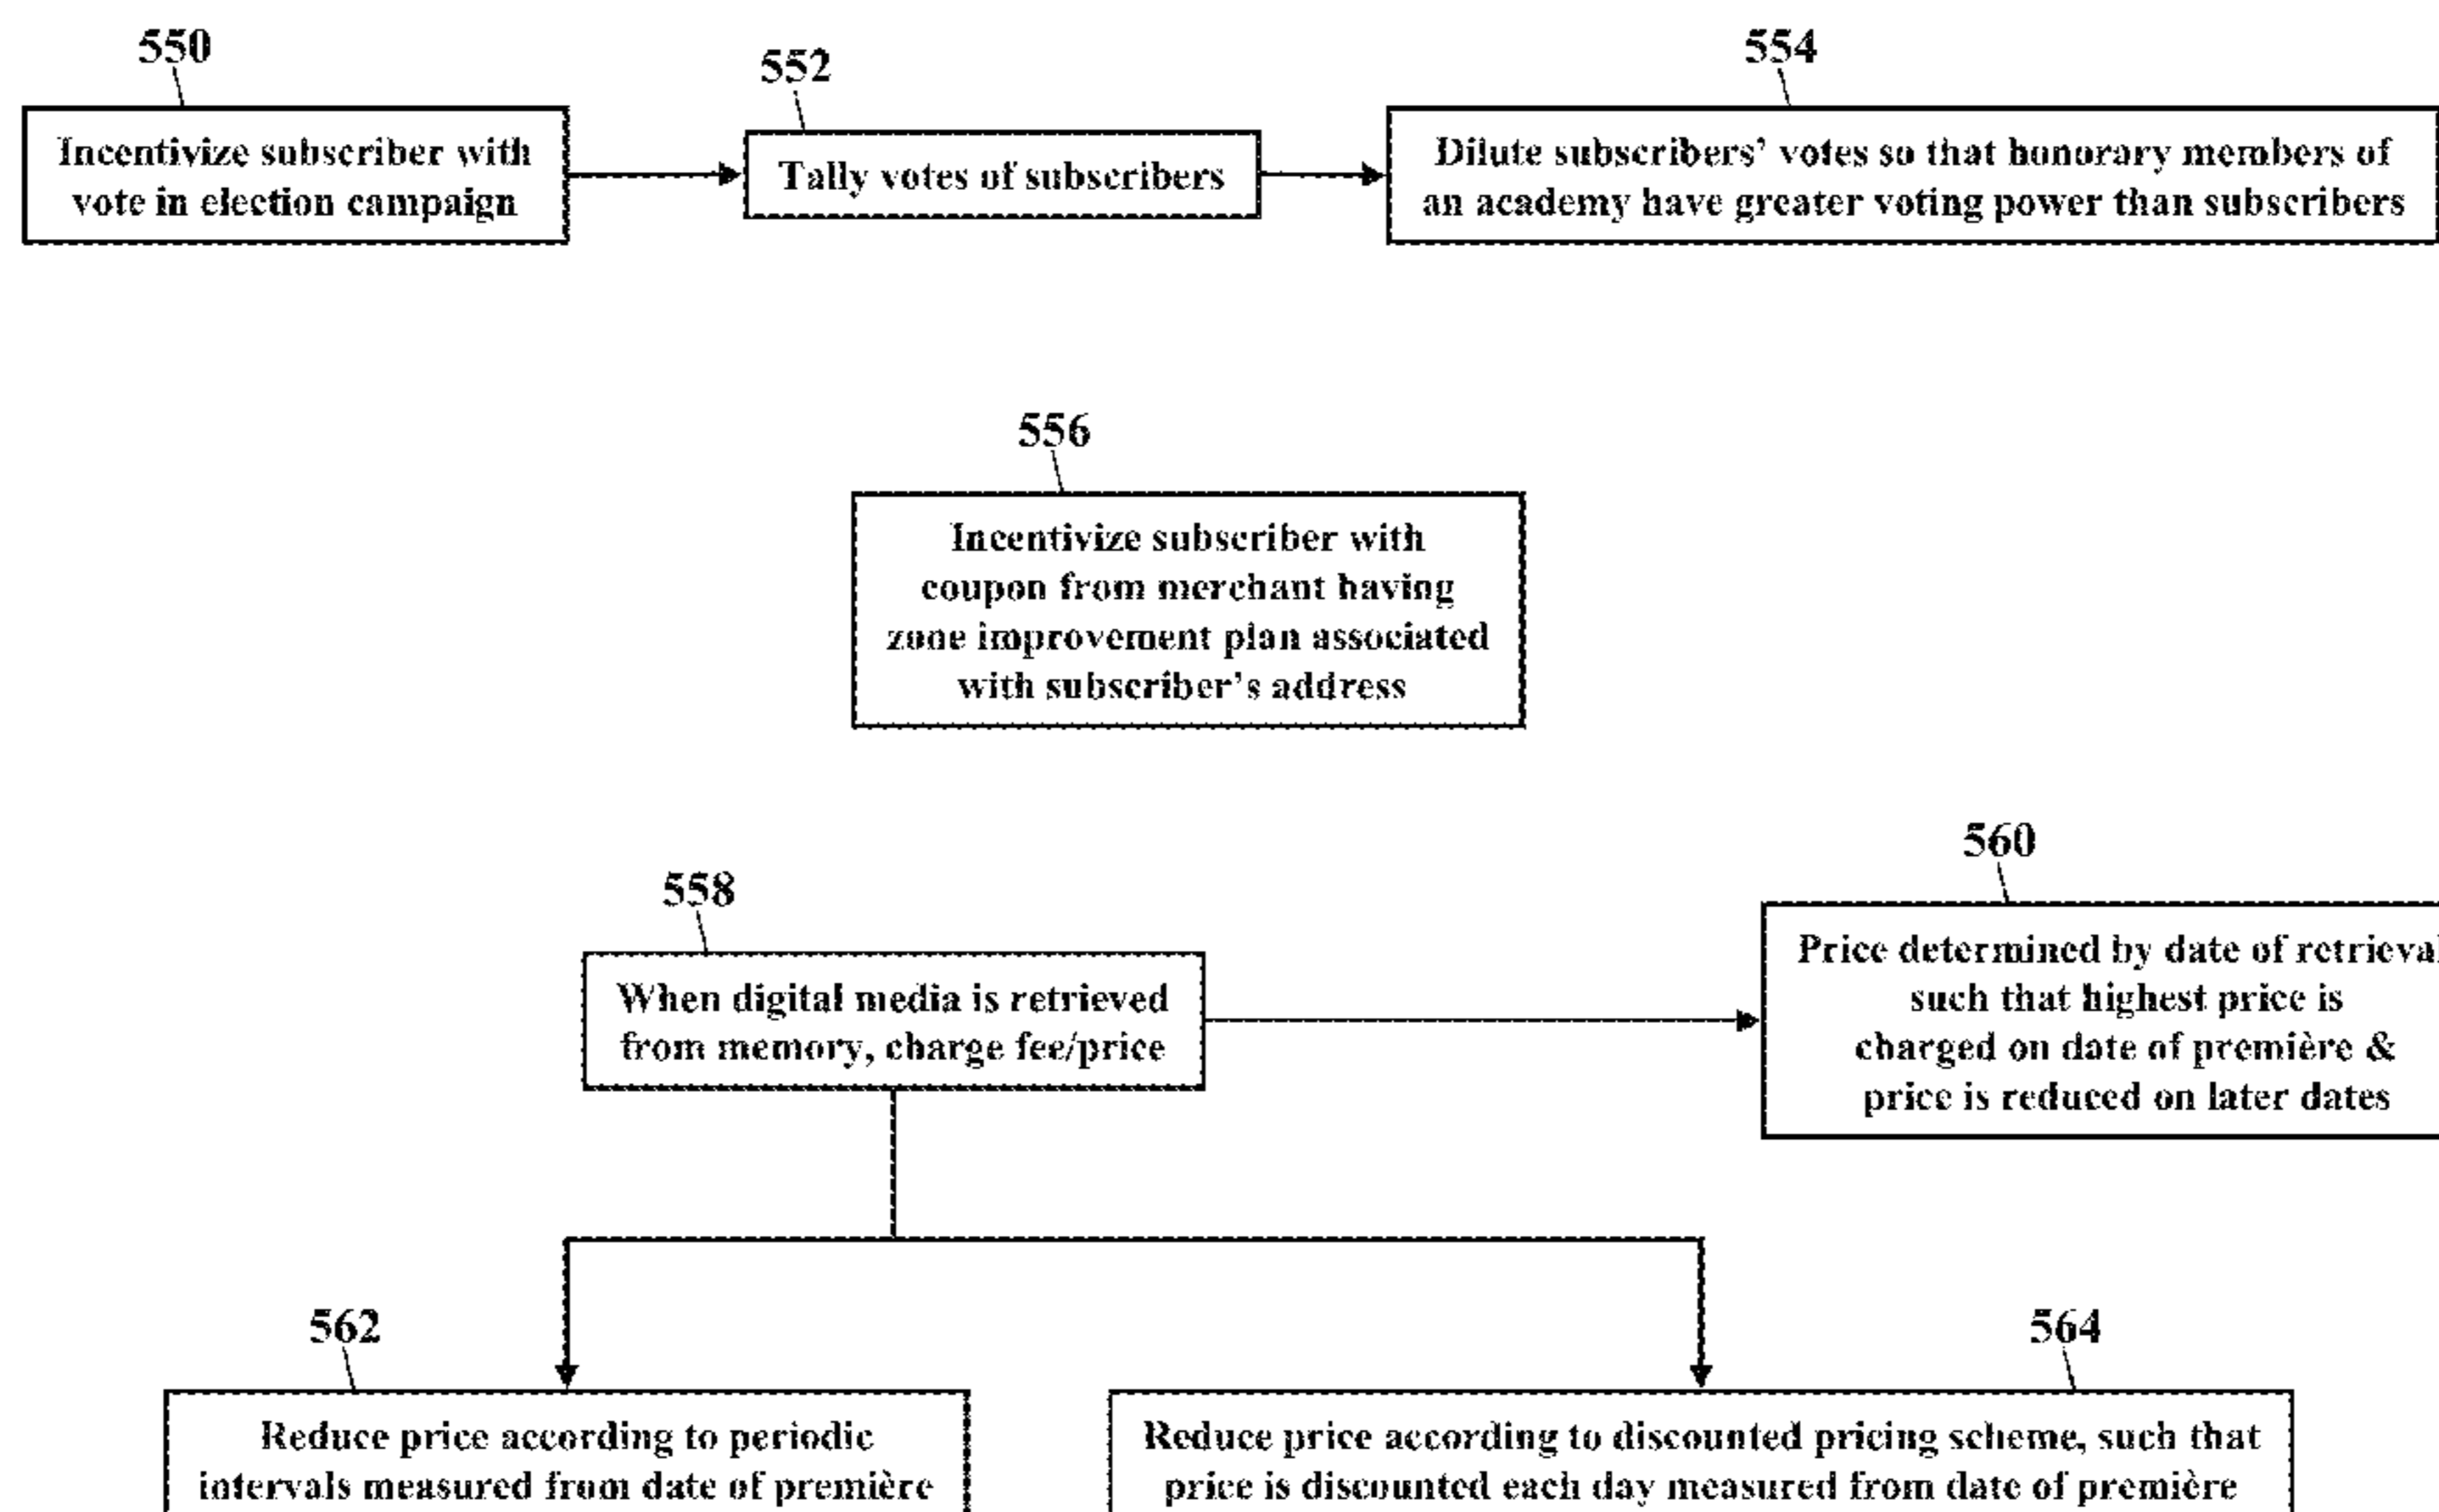 550
552
554
Incentivize subscriber with
vote in election campaign
Tally votes of subscribers
Dilute subscribers' votes so that honorary members of
an academy have greater voting power than subscribers
556
Incentivize subscriber with
coupon from merchant having
zone improvement plan associated
with subscriber's address
558
560
When digital media is retrieved
from memory, charge fee/price
Price determined by date of retrieval
such that highest price is
charged on date of première &
price is reduced on later dates
562
564
Reduce price according to periodic
intervals measured from date of première
Reduce price according to discounted pricing scheme, such that
price is discounted each day measured from date of première